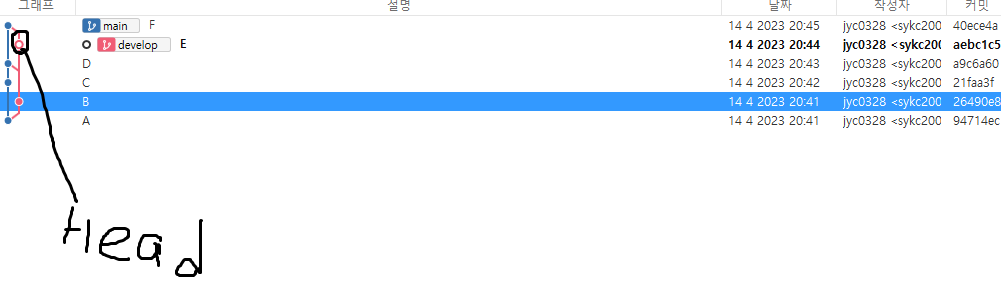 그래프 설명 날짜 작성자 커밋
main F 14 4 2023 20:45 jyc0328 <sykc200 40ece4a
develop E 14 4 2023 20:44 jyc0328 <sykc200 aebc1c5
D 14 4 2023 20:43 jyc0328 <sykc200 a9c6a60
C 14 4 2023 20:42 jyc0328 <sykc200 21faa3f
B 14 4 2023 20:41 jyc0328 <sykc200 26490e8
A 14 4 2023 20:41 jyc0328 <sykc200 94714ec
Head